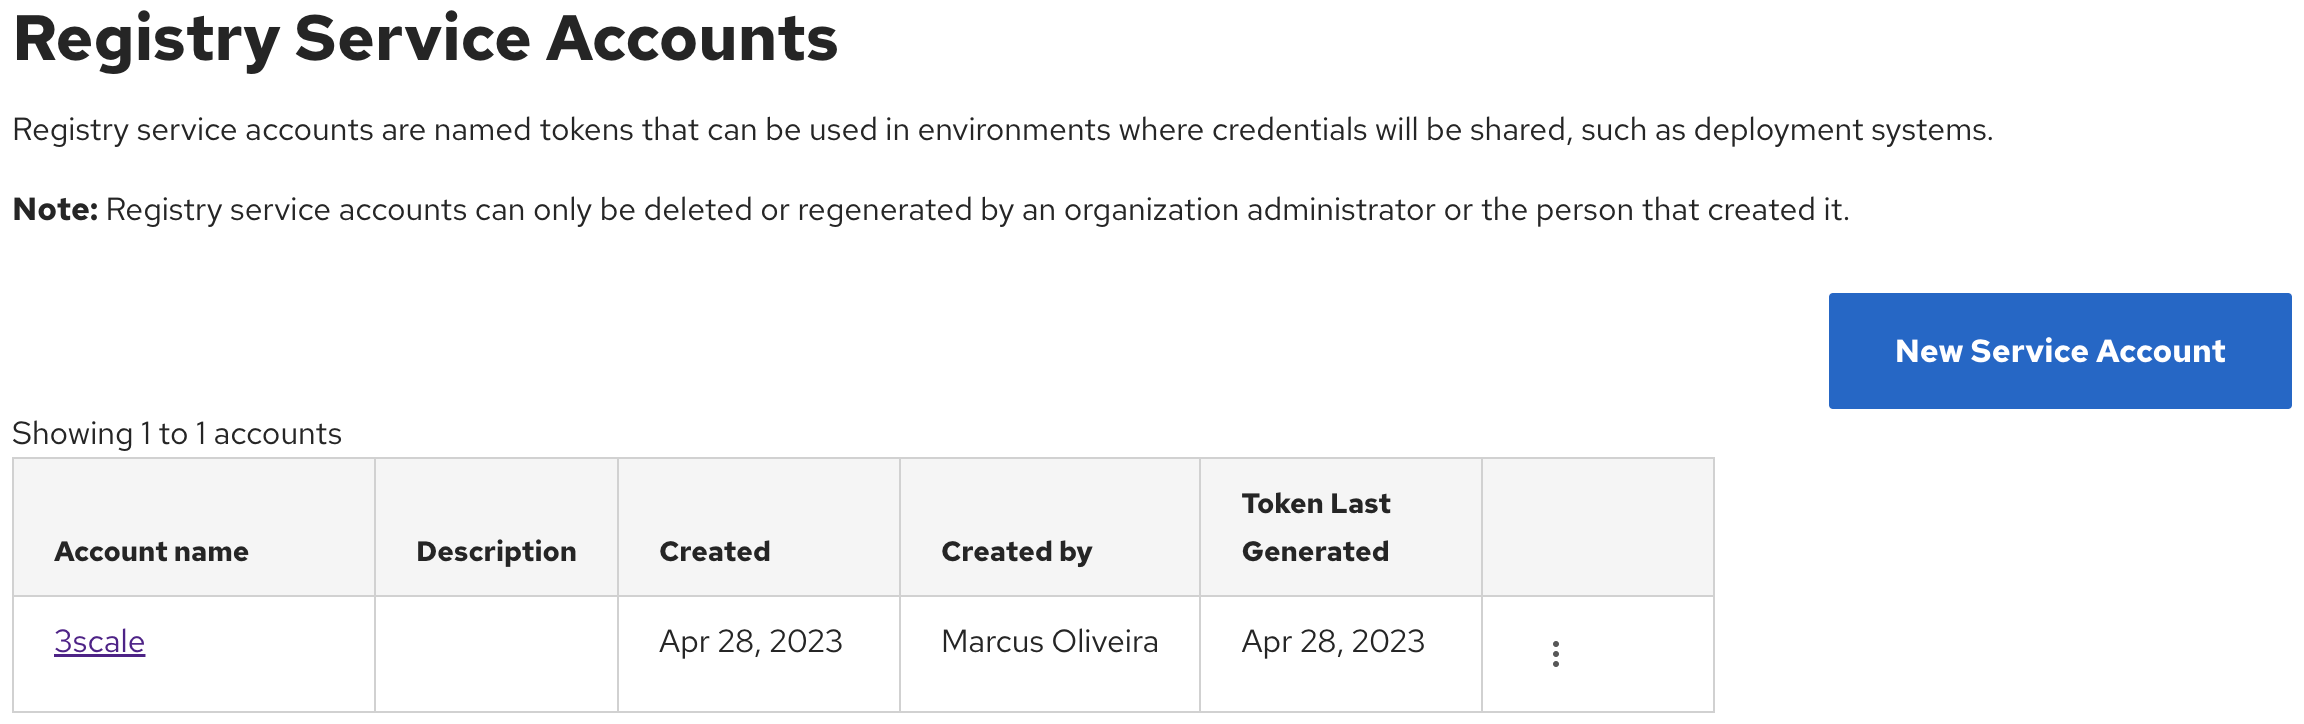 Registry Service Accounts
Registry service accounts are named tokens that can be used in environments where credentials will be shared, such as deployment systems.
Note: Registry service accounts can only be deleted or regenerated by an organization administrator or the person that created it.
New Service Account
Showing 1 to 1 accounts
Account name Description Created Created by Token Last Generated
3scale Apr 28, 2023 Marcus Oliveira Apr 28, 2023